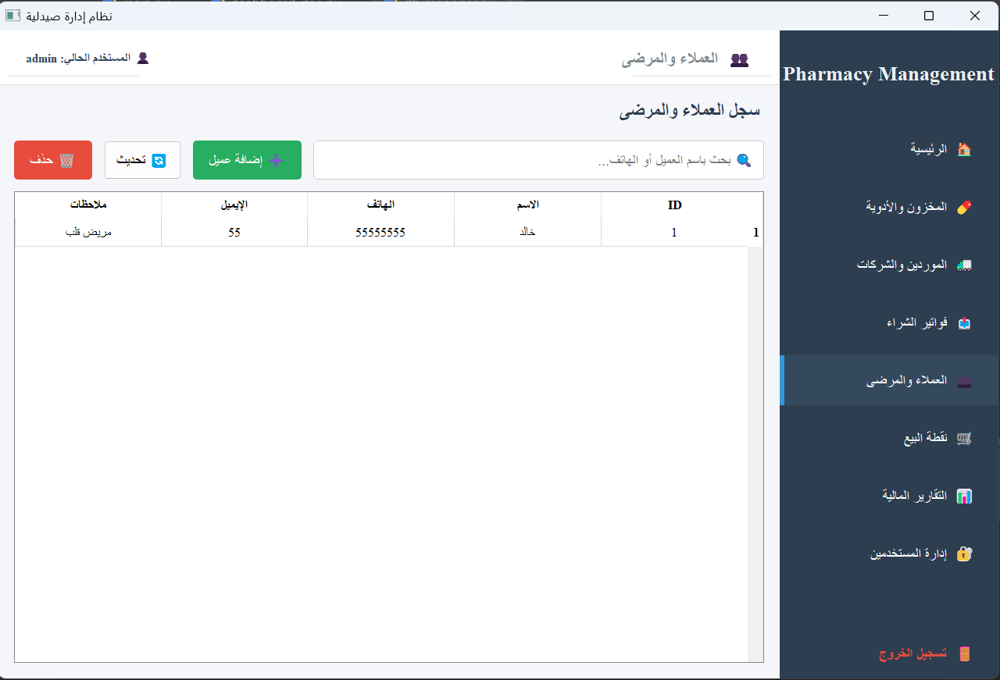 نظام إدارة صيدلية
Pharmacy Management
الرئيسية
المخزون والأدوية
الموردين والشركات
فواتير الشراء
العملاء والمرضى
نقطة البيع
التقارير المالية
إدارة المستخدمين
تسجيل الخروج
العملاء والمرضى
المستخدم الحالي: admin
سجل العملاء والمرضى
بحث باسم العميل أو الهاتف...
إضافة عميل
تحديث
حذف
ID الاسم الهاتف الإيميل ملاحظات
1 1 خالد 55555555 55 مريض قلب